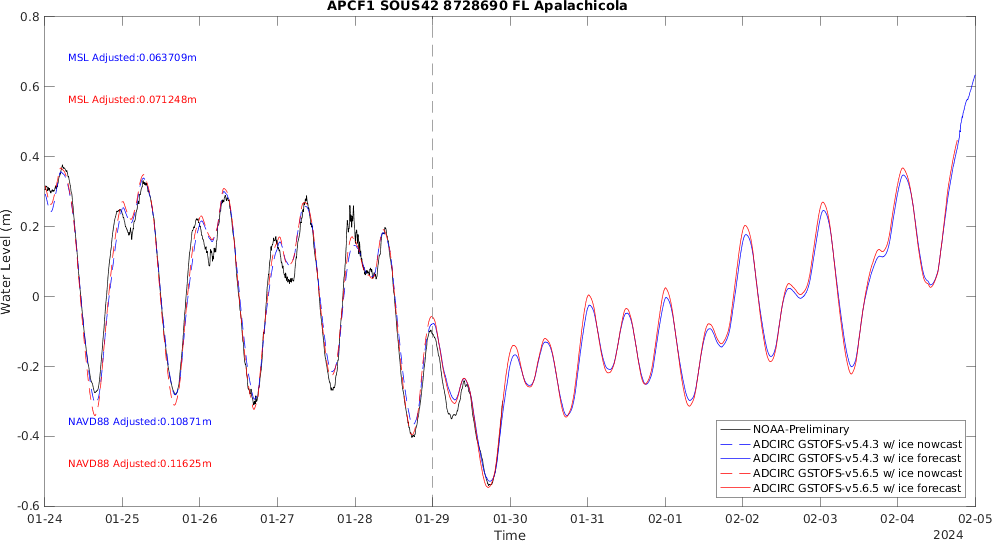 APCF1 SOUS42 8728690 FL Apalachicola
0.8
0.6
0.4
0.2
0
-0.2
-0.4
-0.6
Water Level (m)
MSL Adjusted:0.063709m
MSL Adjusted:0.071248m
NAVD88 Adjusted:0.10871m
NAVD88 Adjusted:0.11625m
NOAA-Preliminary
ADCIRC GSTOFS-v5.4.3 w/ ice nowcast
ADCIRC GSTOFS-v5.4.3 w/ ice forecast
ADCIRC GSTOFS-v5.6.5 w/ ice nowcast
ADCIRC GSTOFS-v5.6.5 w/ ice forecast
01-24 01-25 01-26 01-27 01-28 01-29 01-30 01-31 02-01 02-02 02-03 02-04 02-05
Time
2024